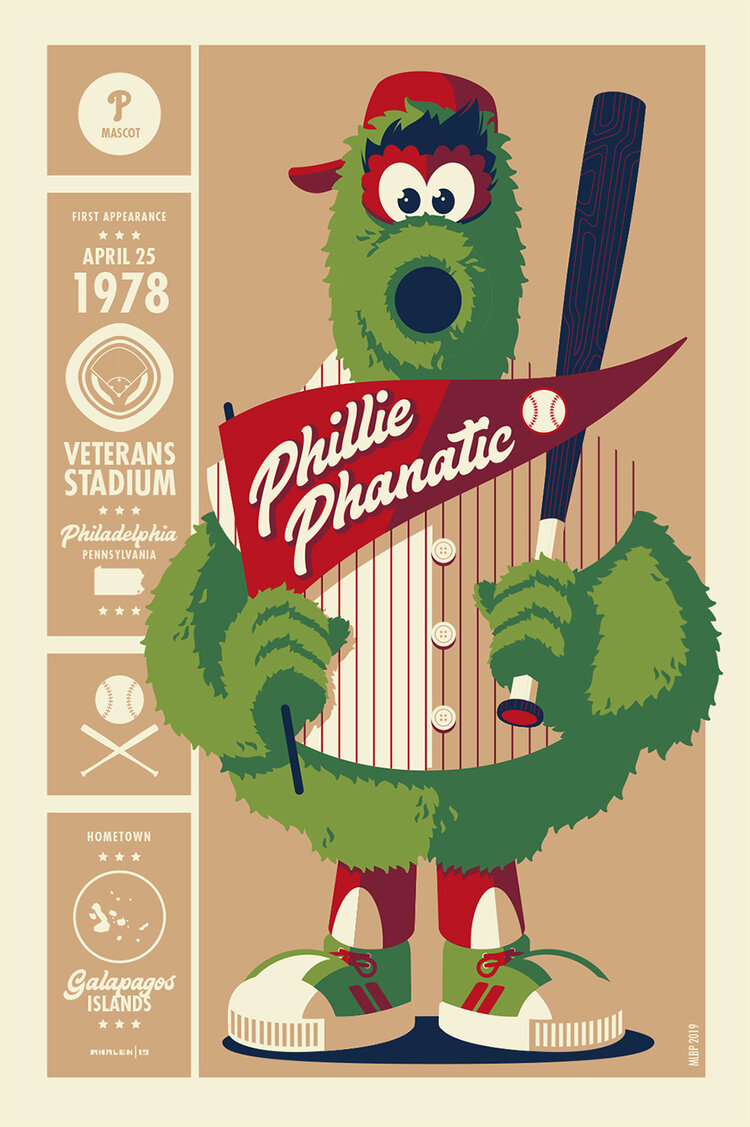 P
MASCOT
FIRST APPEARANCE
APRIL 25
1978
VETERANS
STADIUM
Philadelphia
PENNSYLVANIA
HOMETOWN
Galapagos
ISLANDS
WHALEN|19
Phillie
Phanatic
MLBP 2019